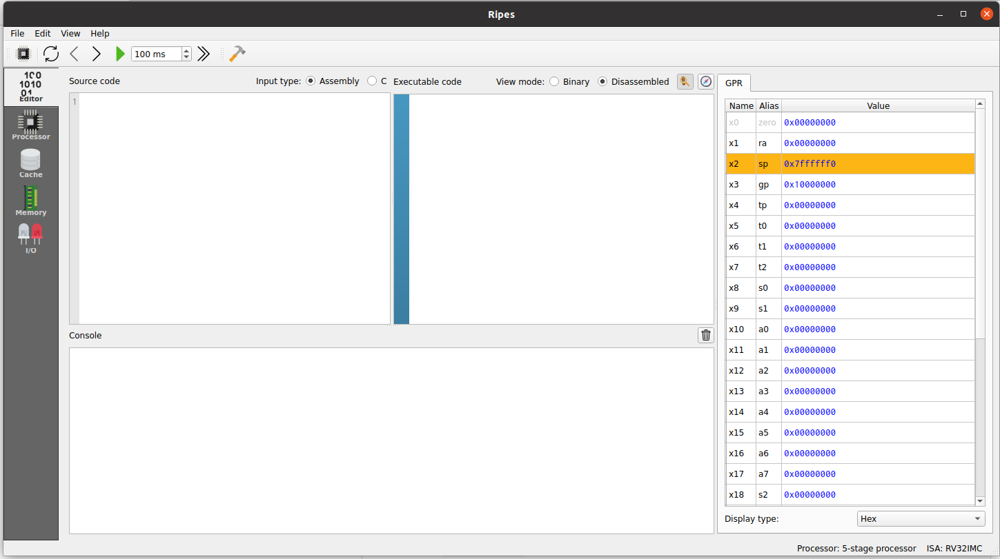 Ripes
File Edit View Help
100 ms
100
1010
01
Editor
Processor
Cache
Memory
I/O
Source code Input type: Assembly C Executable code View mode: Binary Disassembled
1
Console
GPR
Name Alias Value
x0 zero 0x00000000
x1 ra 0x00000000
x2 sp 0x7ffffff0
x3 gp 0x10000000
x4 tp 0x00000000
x5 t0 0x00000000
x6 t1 0x00000000
x7 t2 0x00000000
x8 s0 0x00000000
x9 s1 0x00000000
x10 a0 0x00000000
x11 a1 0x00000000
x12 a2 0x00000000
x13 a3 0x00000000
x14 a4 0x00000000
x15 a5 0x00000000
x16 a6 0x00000000
x17 a7 0x00000000
x18 s2 0x00000000
Display type: Hex
Processor: 5-stage processor ISA: RV32IMC